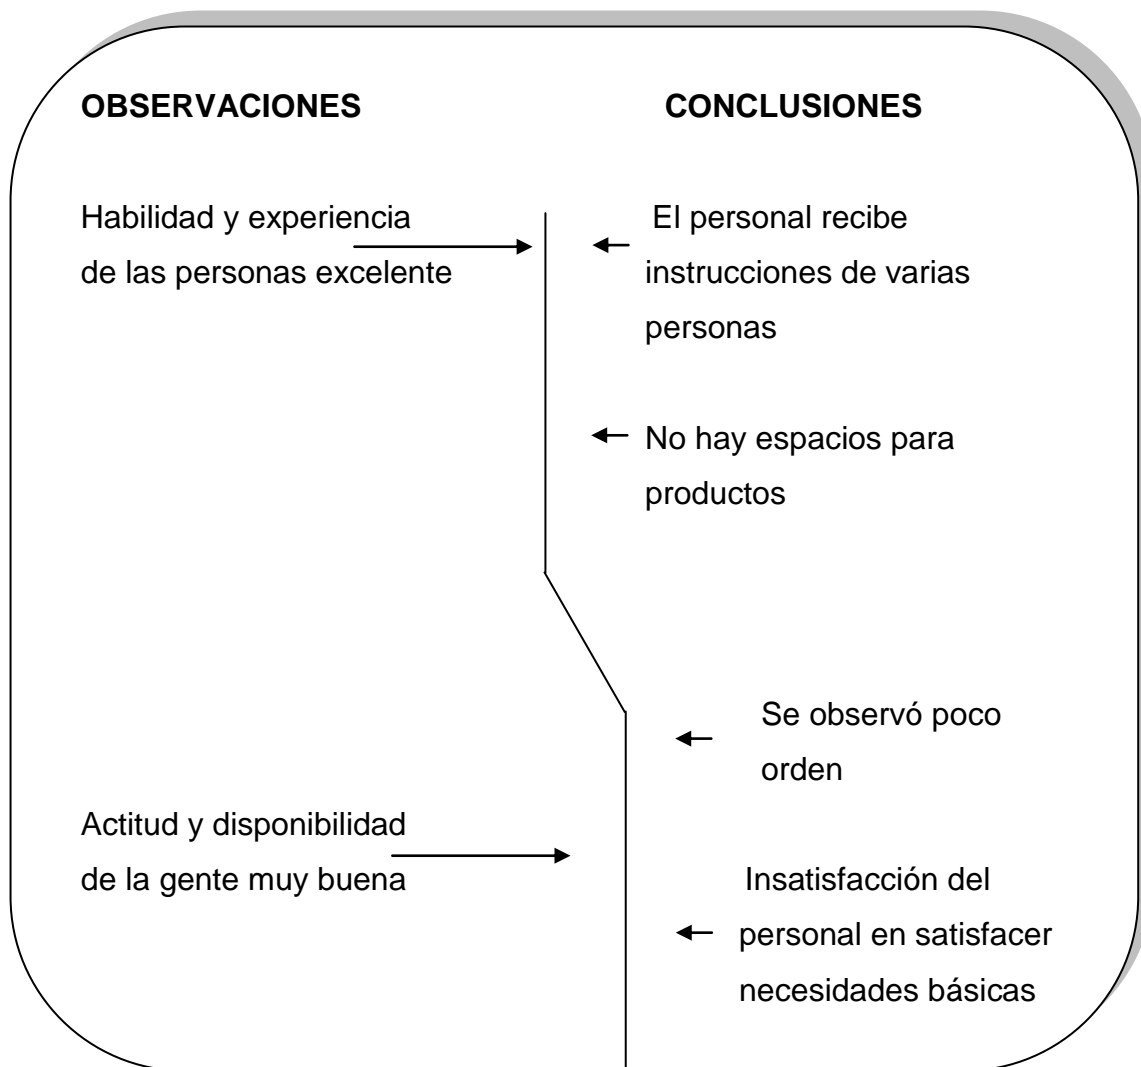 OBSERVACIONES
CONCLUSIONES
Habilidad y experiencia
de las personas excelente
El personal recibe
instrucciones de varias
personas
No hay espacios para
productos
Se observó poco
orden
Actitud y disponibilidad
de la gente muy buena
Insatisfacción del
personal en satisfacer
necesidades básicas